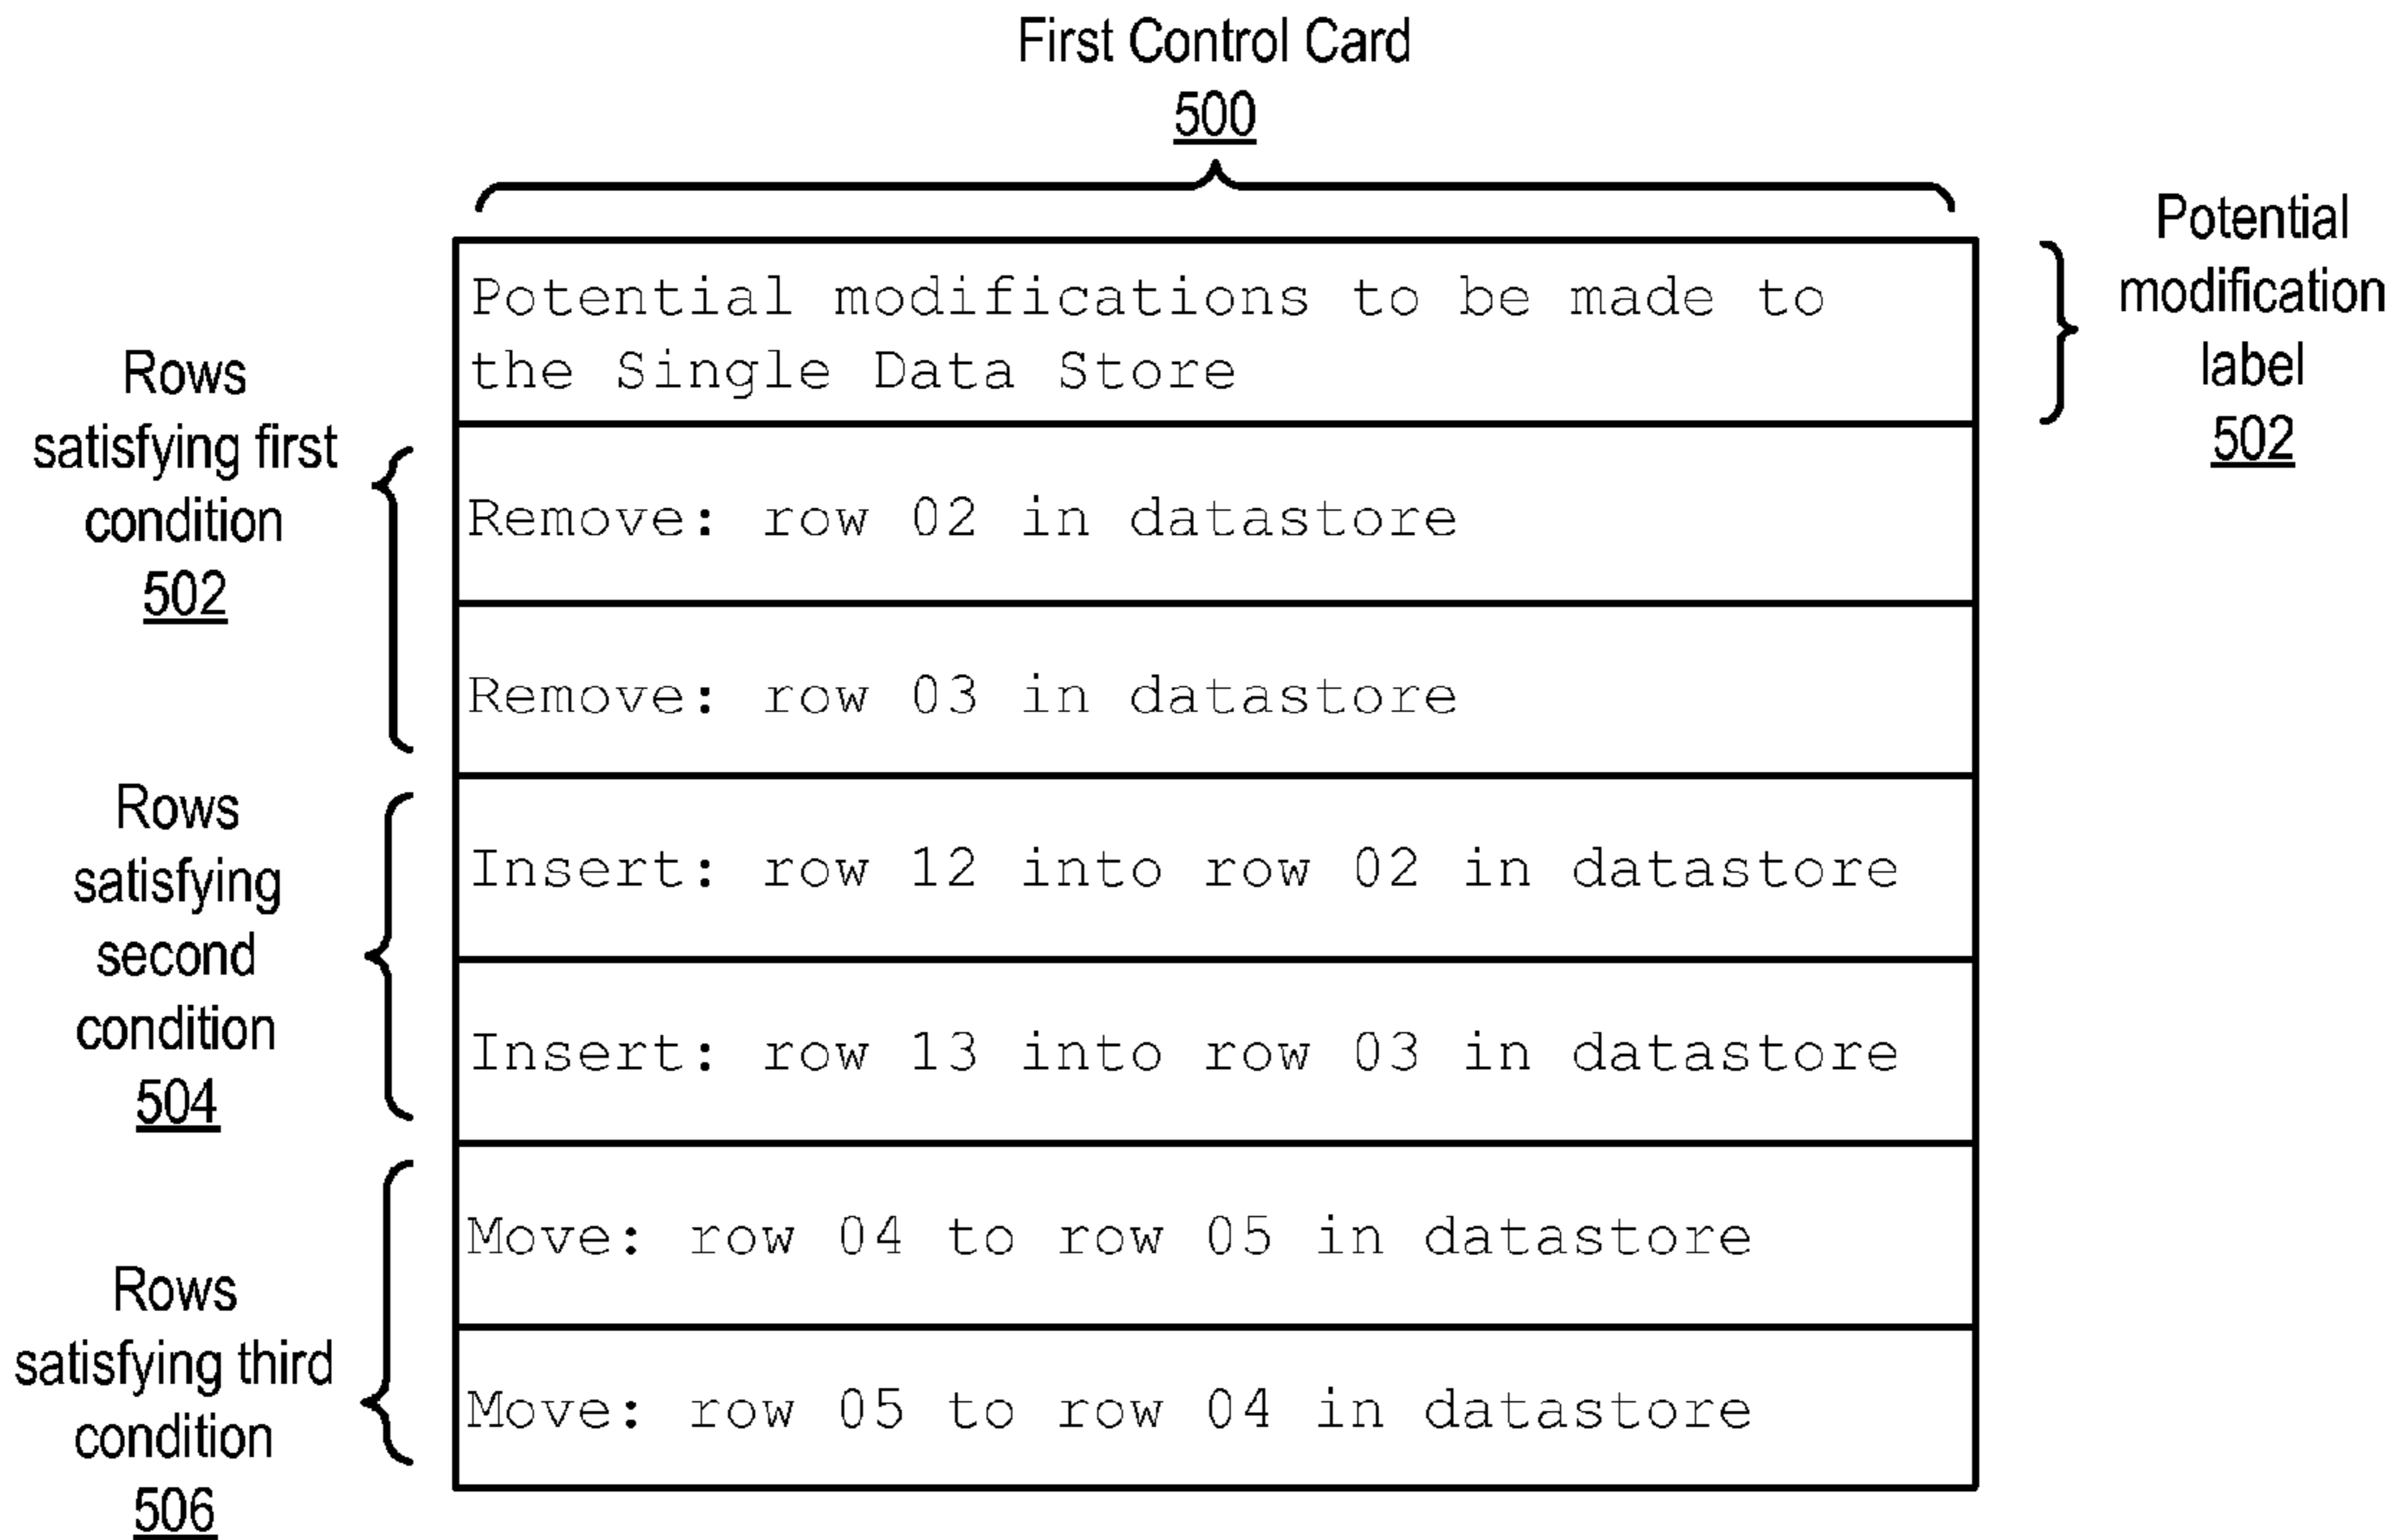 First Control Card
500
Potential
modification
label
502
Potential modifications to be made to
the Single Data Store
Rows
satisfying first
condition
502
Remove: row 02 in datastore
Remove: row 03 in datastore
Rows
satisfying
second
condition
504
Insert: row 12 into row 02 in datastore
Insert: row 13 into row 03 in datastore
Rows
satisfying third
condition
506
Move: row 04 to row 05 in datastore
Move: row 05 to row 04 in datastore